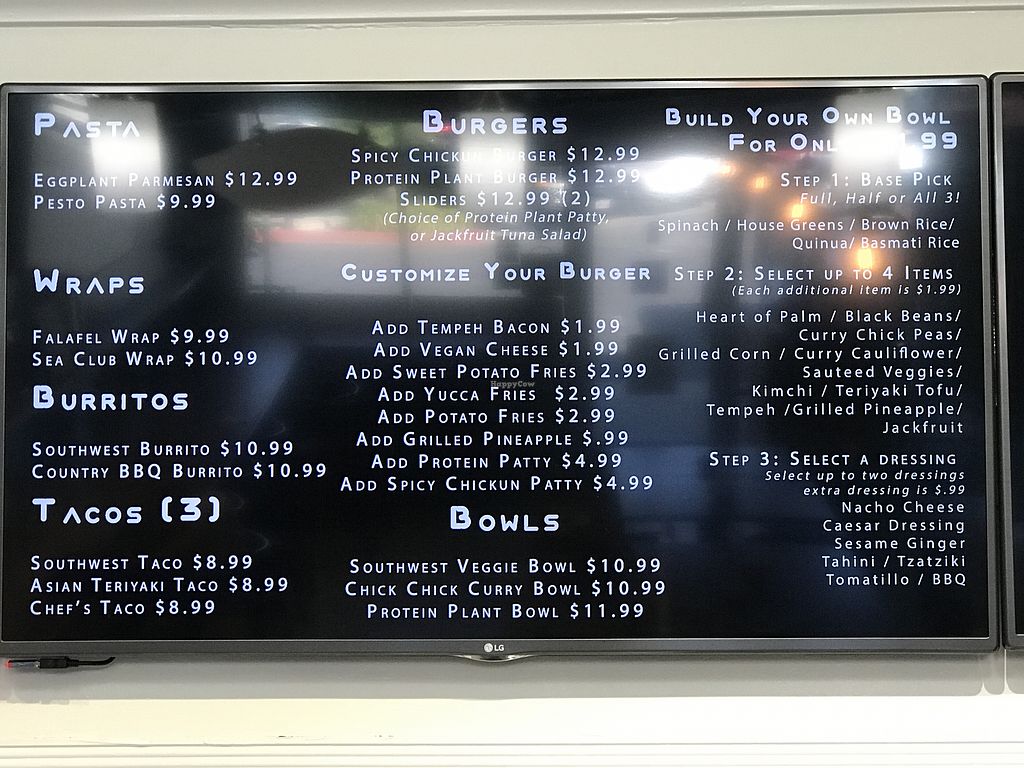 Pasta
Eggplant Parmesan $12.99
Pesto Pasta $9.99
Wraps
Falafel Wrap $9.99
Sea Club Wrap $10.99
Burritos
Southwest Burrito $10.99
Country BBQ Burrito $10.99
Tacos (3)
Southwest Taco $8.99
Asian Teriyaki Taco $8.99
Chef's Taco $8.99
Burgers
Spicy Chickun Burger $12.99
Protein Plant Burger $12.99
Sliders $12.99 (2)
(Choice of Protein Plant Patty,
or Jackfruit Tuna Salad)
Customize Your Burger
Add Tempeh Bacon $1.99
Add Vegan Cheese $1.99
Add Sweet Potato Fries $2.99
HappyCow
Add Yucca Fries $2.99
Add Potato Fries $2.99
Add Grilled Pineapple $.99
Add Protein Patty $4.99
Add Spicy Chickun Patty $4.99
Bowls
Southwest Veggie Bowl $10.99
Chick Chick Curry Bowl $10.99
Protein Plant Bowl $11.99
Build Your Own Bowl
For Only .99
Step 1: Base Pick
Full, Half or All 3!
Spinach / House Greens / Brown Rice/
Quinua/ Basmati Rice
Step 2: Select up to 4 Items
(Each additional item is $1.99)
Heart of Palm / Black Beans/
Curry Chick Peas/
Grilled Corn / Curry Cauliflower/
Sauteed Veggies/
Kimchi / Teriyaki Tofu/
Tempeh /Grilled Pineapple/
Jackfruit
Step 3: Select a dressing
Select up to two dressings
extra dressing is $.99
Nacho Cheese
Caesar Dressing
Sesame Ginger
Tahini / Tzatziki
Tomatillo / BBQ
LG